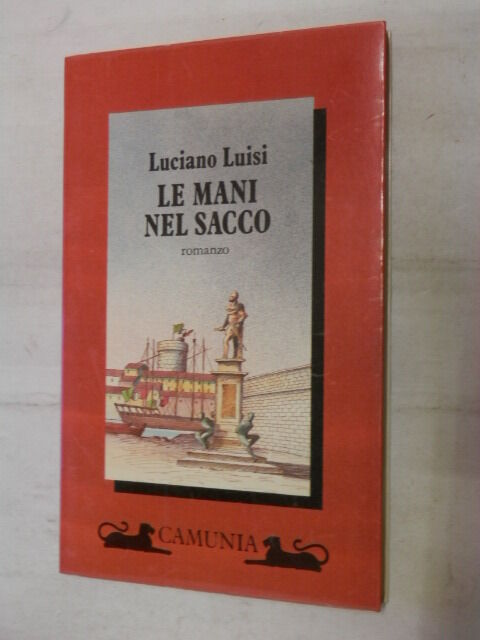 Luciano Luisi
LE MANI
NEL SACCO
romanzo
CAMUNIA